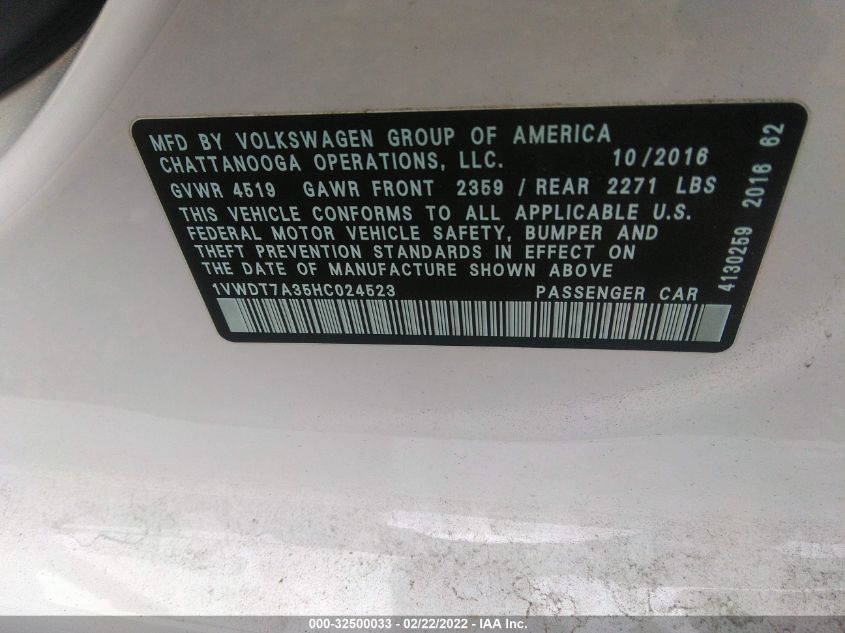 MFD BY VOLKSWAGEN GROUP OF AMERICA
CHATTANOOGA OPERATIONS, LLC. 10/2016
GVWR 4519 GAWR FRONT 2359 / REAR 2271 LBS
THIS VEHICLE CONFORMS TO ALL APPLICABLE U.S.
FEDERAL MOTOR VEHICLE SAFETY, BUMPER AND
THEFT PREVENTION STANDARDS IN EFFECT ON
THE DATE OF MANUFACTURE SHOWN ABOVE
1VWDT7A35HC024523 PASSENGER CAR
4130259 2016 62
000-32500033 - 02/22/2022 - IAA Inc.